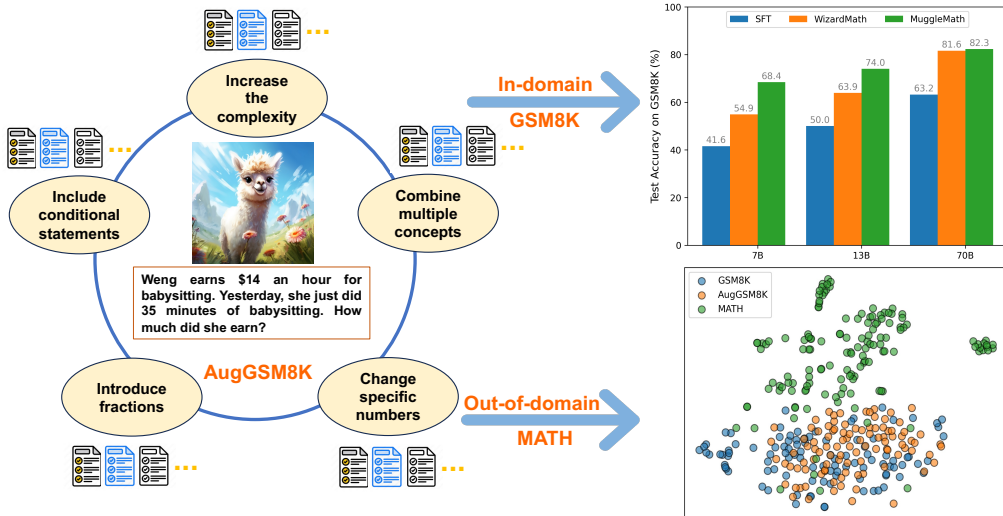 Increase
the
complexity
Include
conditional
statements
Combine
multiple
concepts
Weng earns $14 an hour for
babysitting. Yesterday, she just did
35 minutes of babysitting. How
much did she earn?
Introduce
fractions
AugGSM8K
Change
specific
numbers
In-domain
GSM8K
Out-of-domain
MATH
SFT WizardMath MuggleMath
Test Accuracy on GSM8K (%)
100
80
60
40
20
0
41.6 54.9 68.4
50.0 63.9 74.0
63.2 81.6 82.3
7B 13B 70B
GSM8K
AugGSM8K
MATH